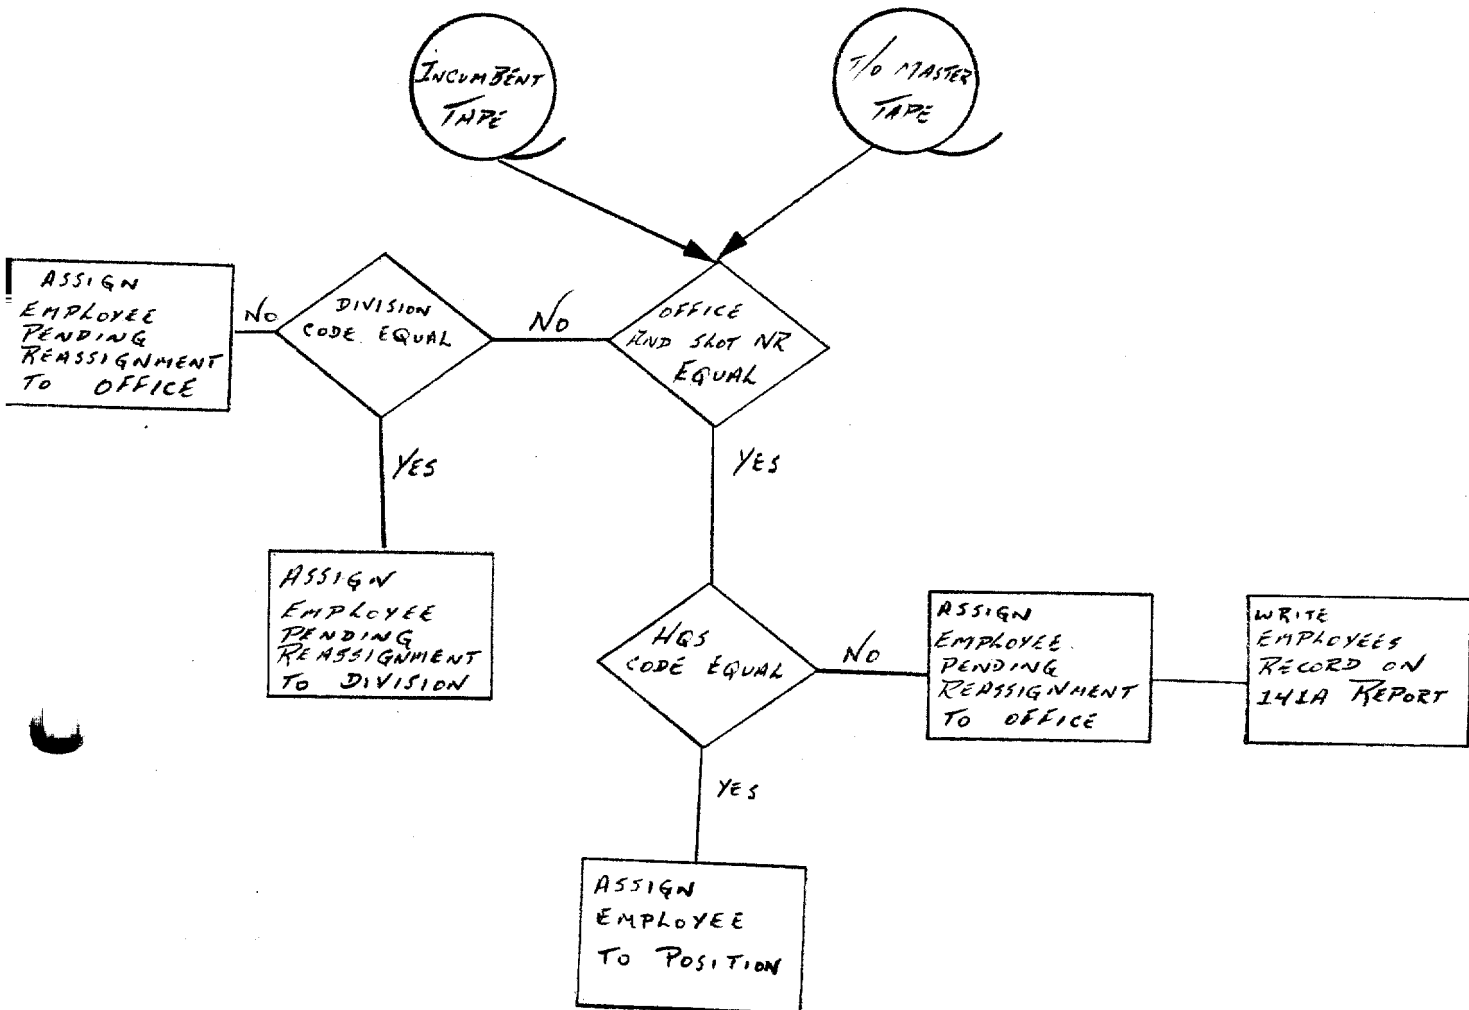 INCUMBENT
TAPE
T/O MASTER
TAPE
ASSIGN
EMPLOYEE
PENDING
REASSIGNMENT
TO OFFICE
NO
DIVISION
CODE EQUAL
NO
OFFICE
AND SLOT NR
EQUAL
YES
YES
ASSIGN
EMPLOYEE
PENDING
REASSIGNMENT
TO DIVISION
HQS
CODE EQUAL
NO
ASSIGN
EMPLOYEE
PENDING
REASSIGNMENT
TO OFFICE
WRITE
EMPLOYEES
RECORD ON
141A REPORT
YES
ASSIGN
EMPLOYEE
TO POSITION